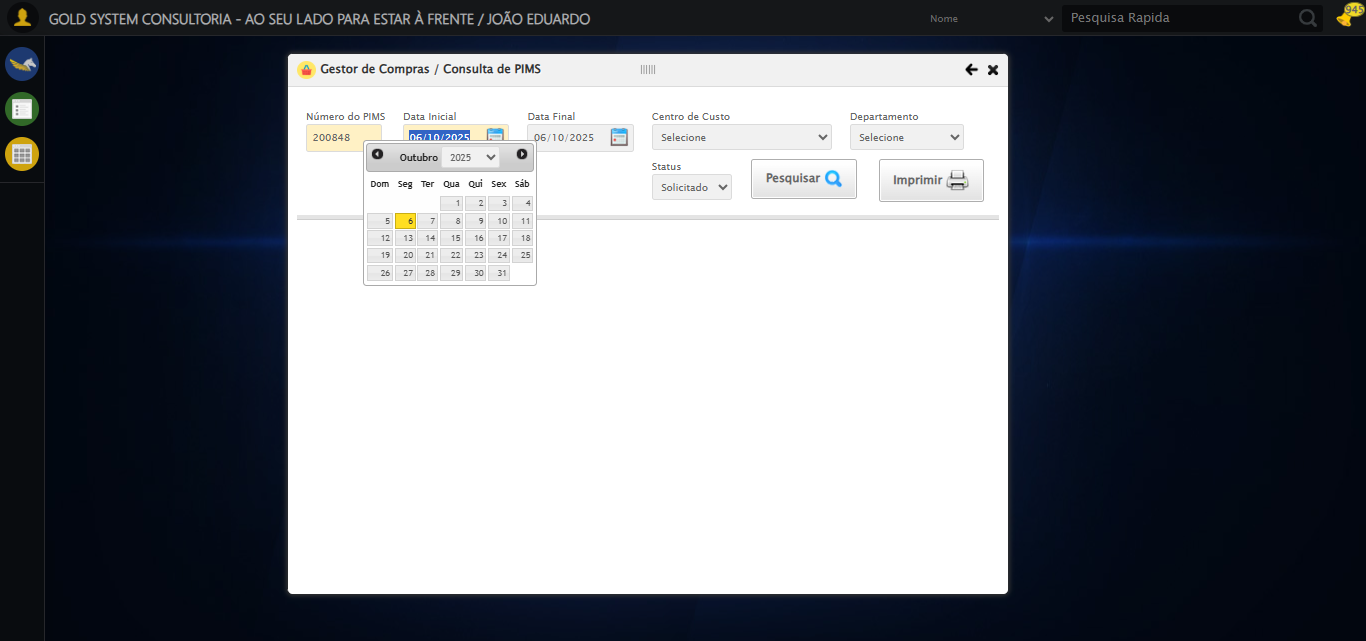 GOLD SYSTEM CONSULTORIA - AO SEU LADO PARA ESTAR À FRENTE / JOÃO EDUARDO
Nome
Pesquisa Rapida
945
Gestor de Compras / Consulta de PIMS
Número do PIMS Data Inicial Data Final Centro de Custo Departamento
200848 06/10/2025 06/10/2025 Selecione Selecione
Outubro 2025
Status
Solicitado Pesquisar Imprimir
Dom Seg Ter Qua Qui Sex Sáb
1 2 3 4
5 6 7 8 9 10 11
12 13 14 15 16 17 18
19 20 21 22 23 24 25
26 27 28 29 30 31